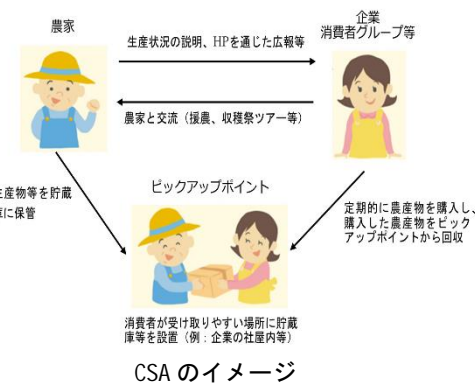 農家
企業
消費者グループ等
生産状況の説明、HPを通じた広報等
農家と交流（援農、収穫祭ツアー等）
生産物等を貯蔵
庫に保管
ピックアップポイント
定期的に農産物を購入し、
購入した農産物をピック
アップポイントから回収
消費者が受け取りやすい場所に貯蔵
庫等を設置（例：企業の社屋内等）
CSA のイメージ